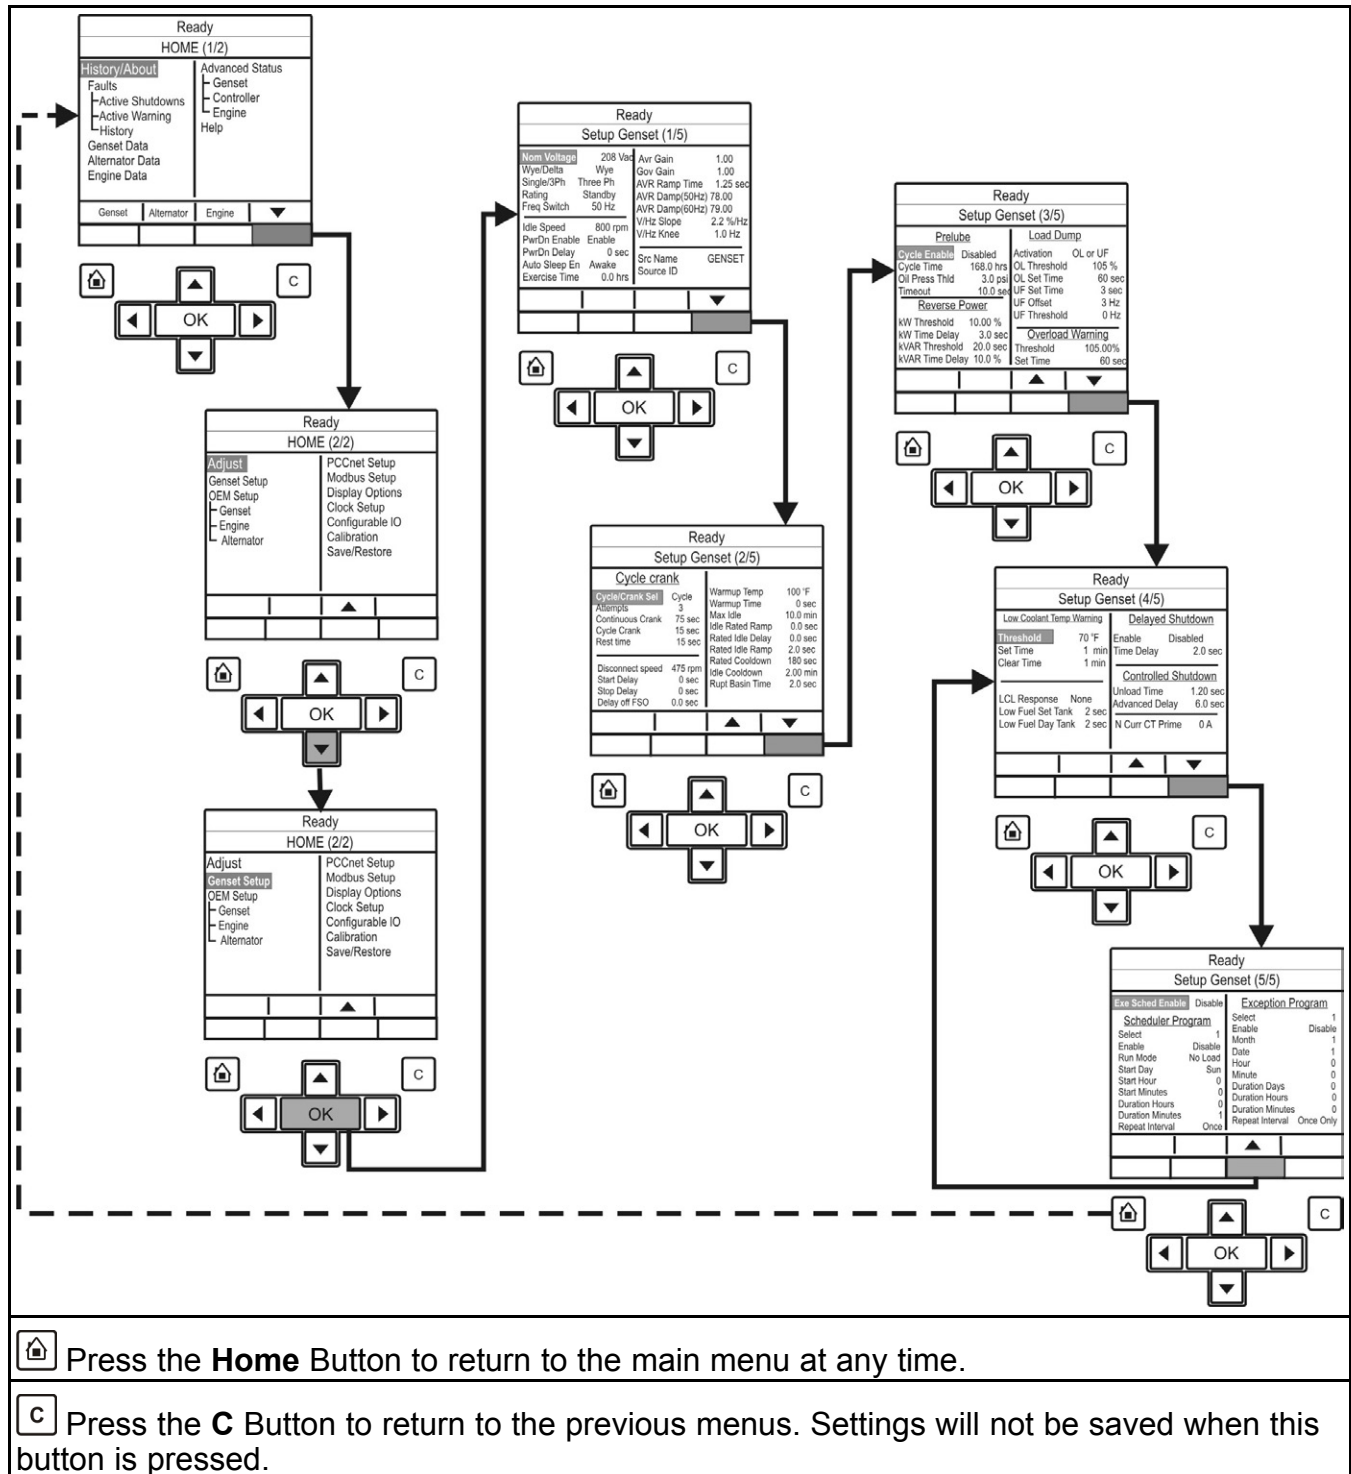 Ready
HOME (1/2)
History/About
Faults
Active Shutdowns
Active Warning
History
Genset Data
Alternator Data
Engine Data
Advanced Status
Genset
Controller
Engine
Help
Genset Alternator Engine
C
OK
Ready
HOME (2/2)
Adjust
Genset Setup
OEM Setup
Genset
Engine
Alternator
PCCnet Setup
Modbus Setup
Display Options
Clock Setup
Configurable IO
Calibration
Save/Restore
C
OK
Ready
HOME (2/2)
Adjust
Genset Setup
OEM Setup
Genset
Engine
Alternator
PCCnet Setup
Modbus Setup
Display Options
Clock Setup
Configurable IO
Calibration
Save/Restore
C
OK
Ready
Setup Genset (1/5)
Nom Voltage 208 Vac
Wye/Delta Wye
Single/3Ph Three Ph
Rating Standby
Freq Switch 50 Hz
Idle Speed 800 rpm
PwrDn Enable Enable
PwrDn Delay 0 sec
Auto Sleep En Awake
Exercise Time 0.0 hrs
Avr Gain 1.00
Gov Gain 1.00
AVR Ramp Time 1.25 sec
AVR Damp(50Hz) 78.00
AVR Damp(60Hz) 79.00
V/Hz Slope 2.2 %/Hz
V/Hz Knee 1.0 Hz
Src Name GENSET
Source ID
C
OK
Ready
Setup Genset (2/5)
Cycle crank
Cycle/Crank Sel Cycle
Attempts 3
Continuous Crank 75 sec
Cycle Crank 15 sec
Rest time 15 sec
Disconnect speed 475 rpm
Start Delay 0 sec
Stop Delay 0 sec
Delay off FSO 0.0 sec
Warmup Temp 100 °F
Warmup Time 0 sec
Max Idle 10.0 min
Idle Rated Ramp 0.0 sec
Rated Idle Delay 0.0 sec
Rated Idle Ramp 2.0 sec
Rated Cooldown 180 sec
Idle Cooldown 2.00 min
Rupt Basin Time 2.0 sec
C
OK
Ready
Setup Genset (3/5)
Prelube
Cycle Enable Disabled
Cycle Time 168.0 hrs
Oil Press Thld 3.0 psi
Timeout 10.0 sec
Reverse Power
kW Threshold 10.00 %
kW Time Delay 3.0 sec
kVAR Threshold 20.0 sec
kVAR Time Delay 10.0 %
Load Dump
Activation OL or UF
OL Threshold 105 %
OL Set Time 60 sec
UF Set Time 3 sec
UF Offset 3 Hz
UF Threshold 0 Hz
Overload Warning
Threshold 105.00%
Set Time 60 sec
C
OK
Ready
Setup Genset (4/5)
Low Coolant Temp Warning
Threshold 70 °F
Set Time 1 min
Clear Time 1 min
LCL Response None
Low Fuel Set Tank 2 sec
Low Fuel Day Tank 2 sec
Delayed Shutdown
Enable Disabled
Time Delay 2.0 sec
Controlled Shutdown
Unload Time 1.20 sec
Advanced Delay 6.0 sec
N Curr CT Prime 0 A
C
OK
Ready
Setup Genset (5/5)
Exe Sched Enable Disable
Scheduler Program
Select 1
Enable Disable
Run Mode No Load
Start Day Sun
Start Hour 0
Start Minutes 0
Duration Hours 0
Duration Minutes 1
Repeat Interval Once
Exception Program
Select 1
Enable Disable
Month 1
Date 1
Hour 0
Minute 0
Duration Days 0
Duration Hours 0
Duration Minutes 0
Repeat Interval Once Only
C
OK
Press the Home Button to return to the main menu at any time.
C Press the C Button to return to the previous menus. Settings will not be saved when this
button is pressed.